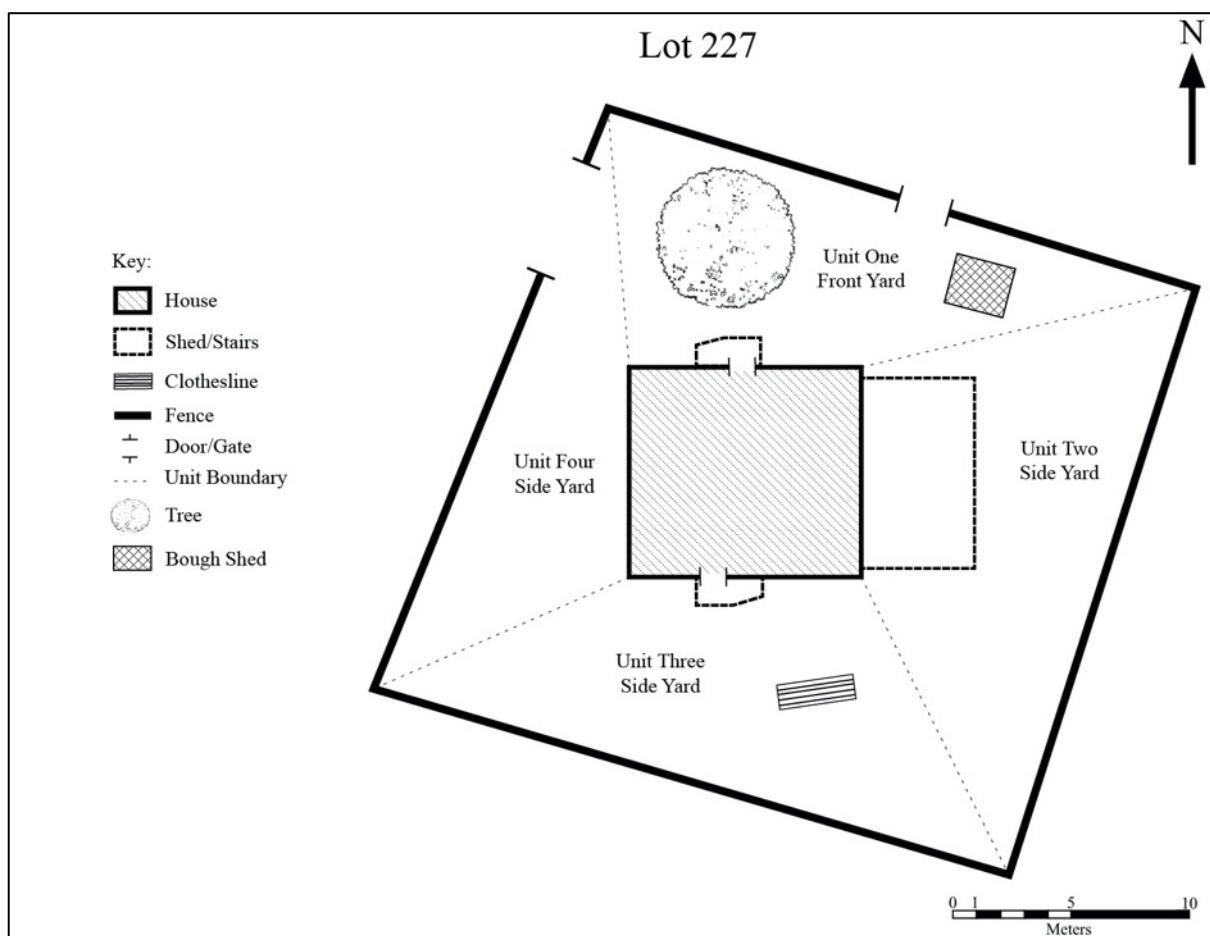 Lot 227
N
Unit One
Front Yard
Key:
House
Shed/Stairs
Clothesline
Fence
Door/Gate
Unit Boundary
Tree
Bough Shed
Unit Four
Side Yard
Unit Two
Side Yard
Unit Three
Side Yard
0 1 5 10
Meters